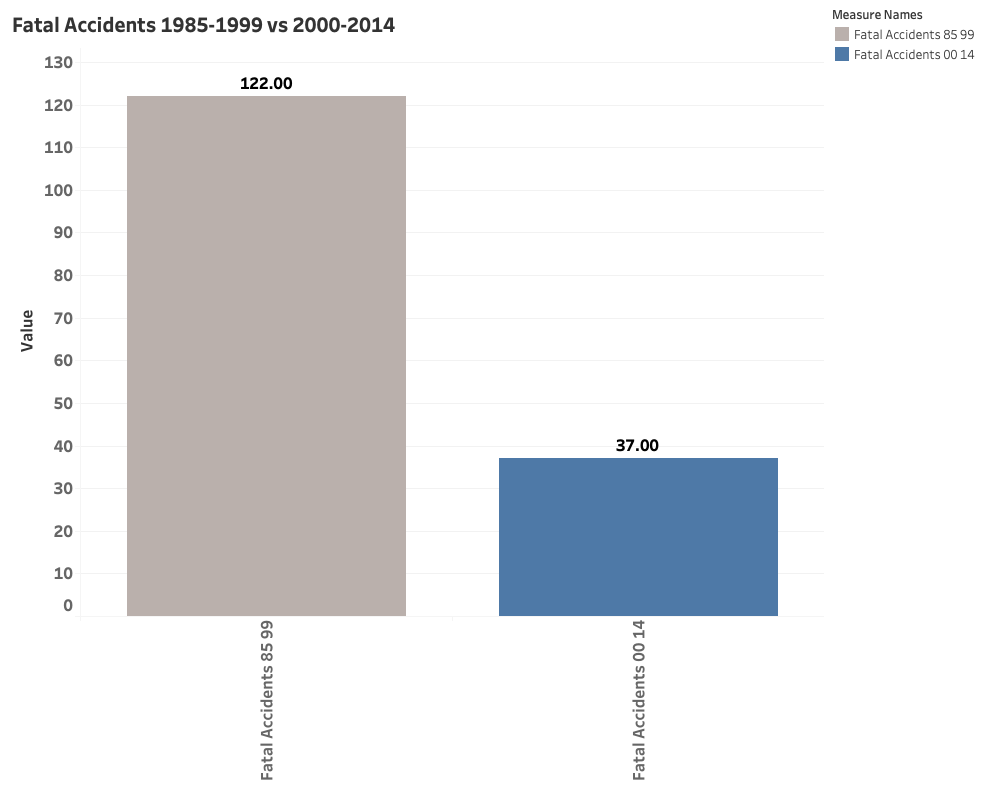 Fatal Accidents 1985-1999 vs 2000-2014
Measure Names
Fatal Accidents 85 99
Fatal Accidents 00 14
130
120
110
100
90
80
70
60
50
40
30
20
10
0
Value
122.00
37.00
Fatal Accidents 85 99
Fatal Accidents 00 14